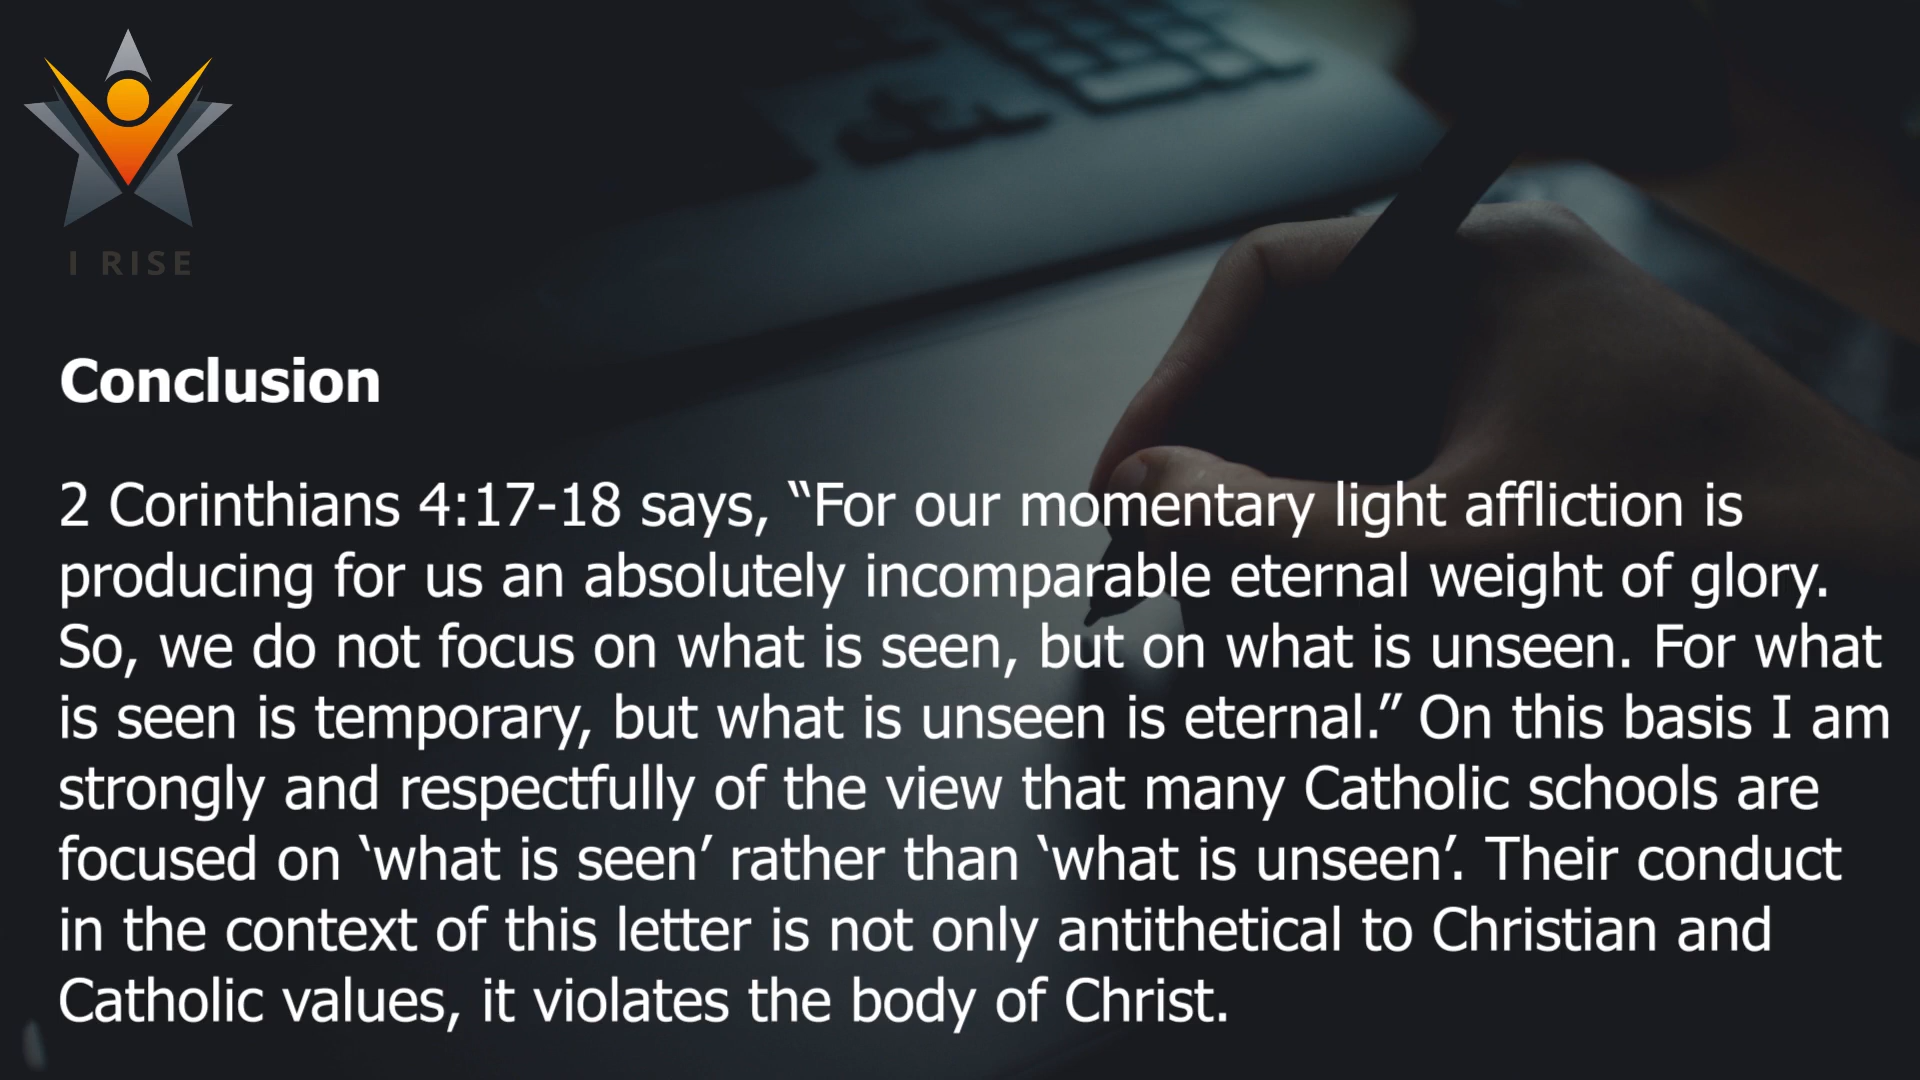 I RISE
Conclusion
2 Corinthians 4:17-18 says, “For our momentary light affliction is
producing for us an absolutely incomparable eternal weight of glory.
So, we do not focus on what is seen, but on what is unseen. For what
is seen is temporary, but what is unseen is eternal.” On this basis I am
strongly and respectfully of the view that many Catholic schools are
focused on ‘what is seen’ rather than ‘what is unseen’. Their conduct
in the context of this letter is not only antithetical to Christian and
Catholic values, it violates the body of Christ.